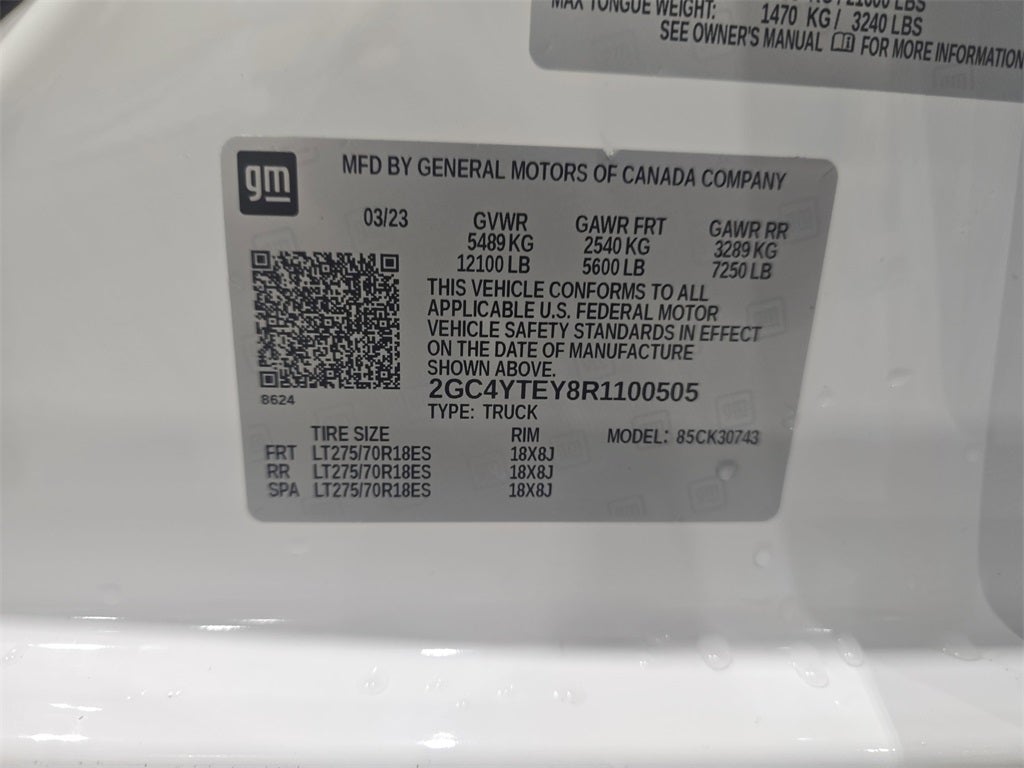 LBS
MAX TONGUE WEIGHT: 1470 KG / 3240 LBS
SEE OWNER'S MANUAL FOR MORE INFORMATION
gm
MFD BY GENERAL MOTORS OF CANADA COMPANY
03/23 GVWR GAWR FRT GAWR RR
5489 KG 2540 KG 3289 KG
12100 LB 5600 LB 7250 LB
THIS VEHICLE CONFORMS TO ALL
APPLICABLE U.S. FEDERAL MOTOR
VEHICLE SAFETY STANDARDS IN EFFECT
ON THE DATE OF MANUFACTURE
SHOWN ABOVE.
2GC4YTEY8R1100505
8624
TYPE: TRUCK
TIRE SIZE RIM MODEL: 85CK30743
FRT LT275/70R18ES 18X8J
RR LT275/70R18ES 18X8J
SPA LT275/70R18ES 18X8J